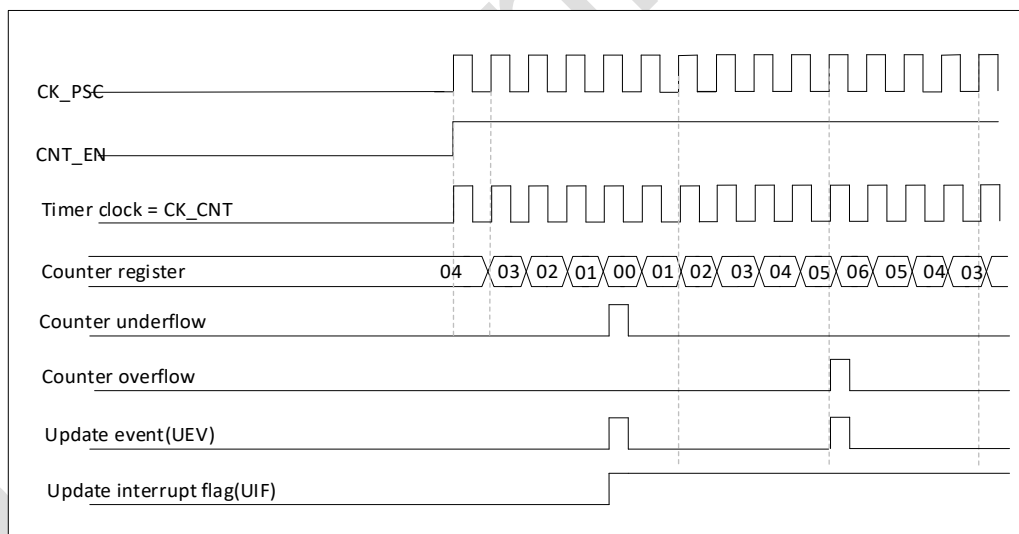 CK_PSC
CNT_EN
Timer clock = CK_CNT
Counter register 04 03 02 01 00 01 02 03 04 05 06 05 04 03
Counter underflow
Counter overflow
Update event(UEV)
Update interrupt flag(UIF)